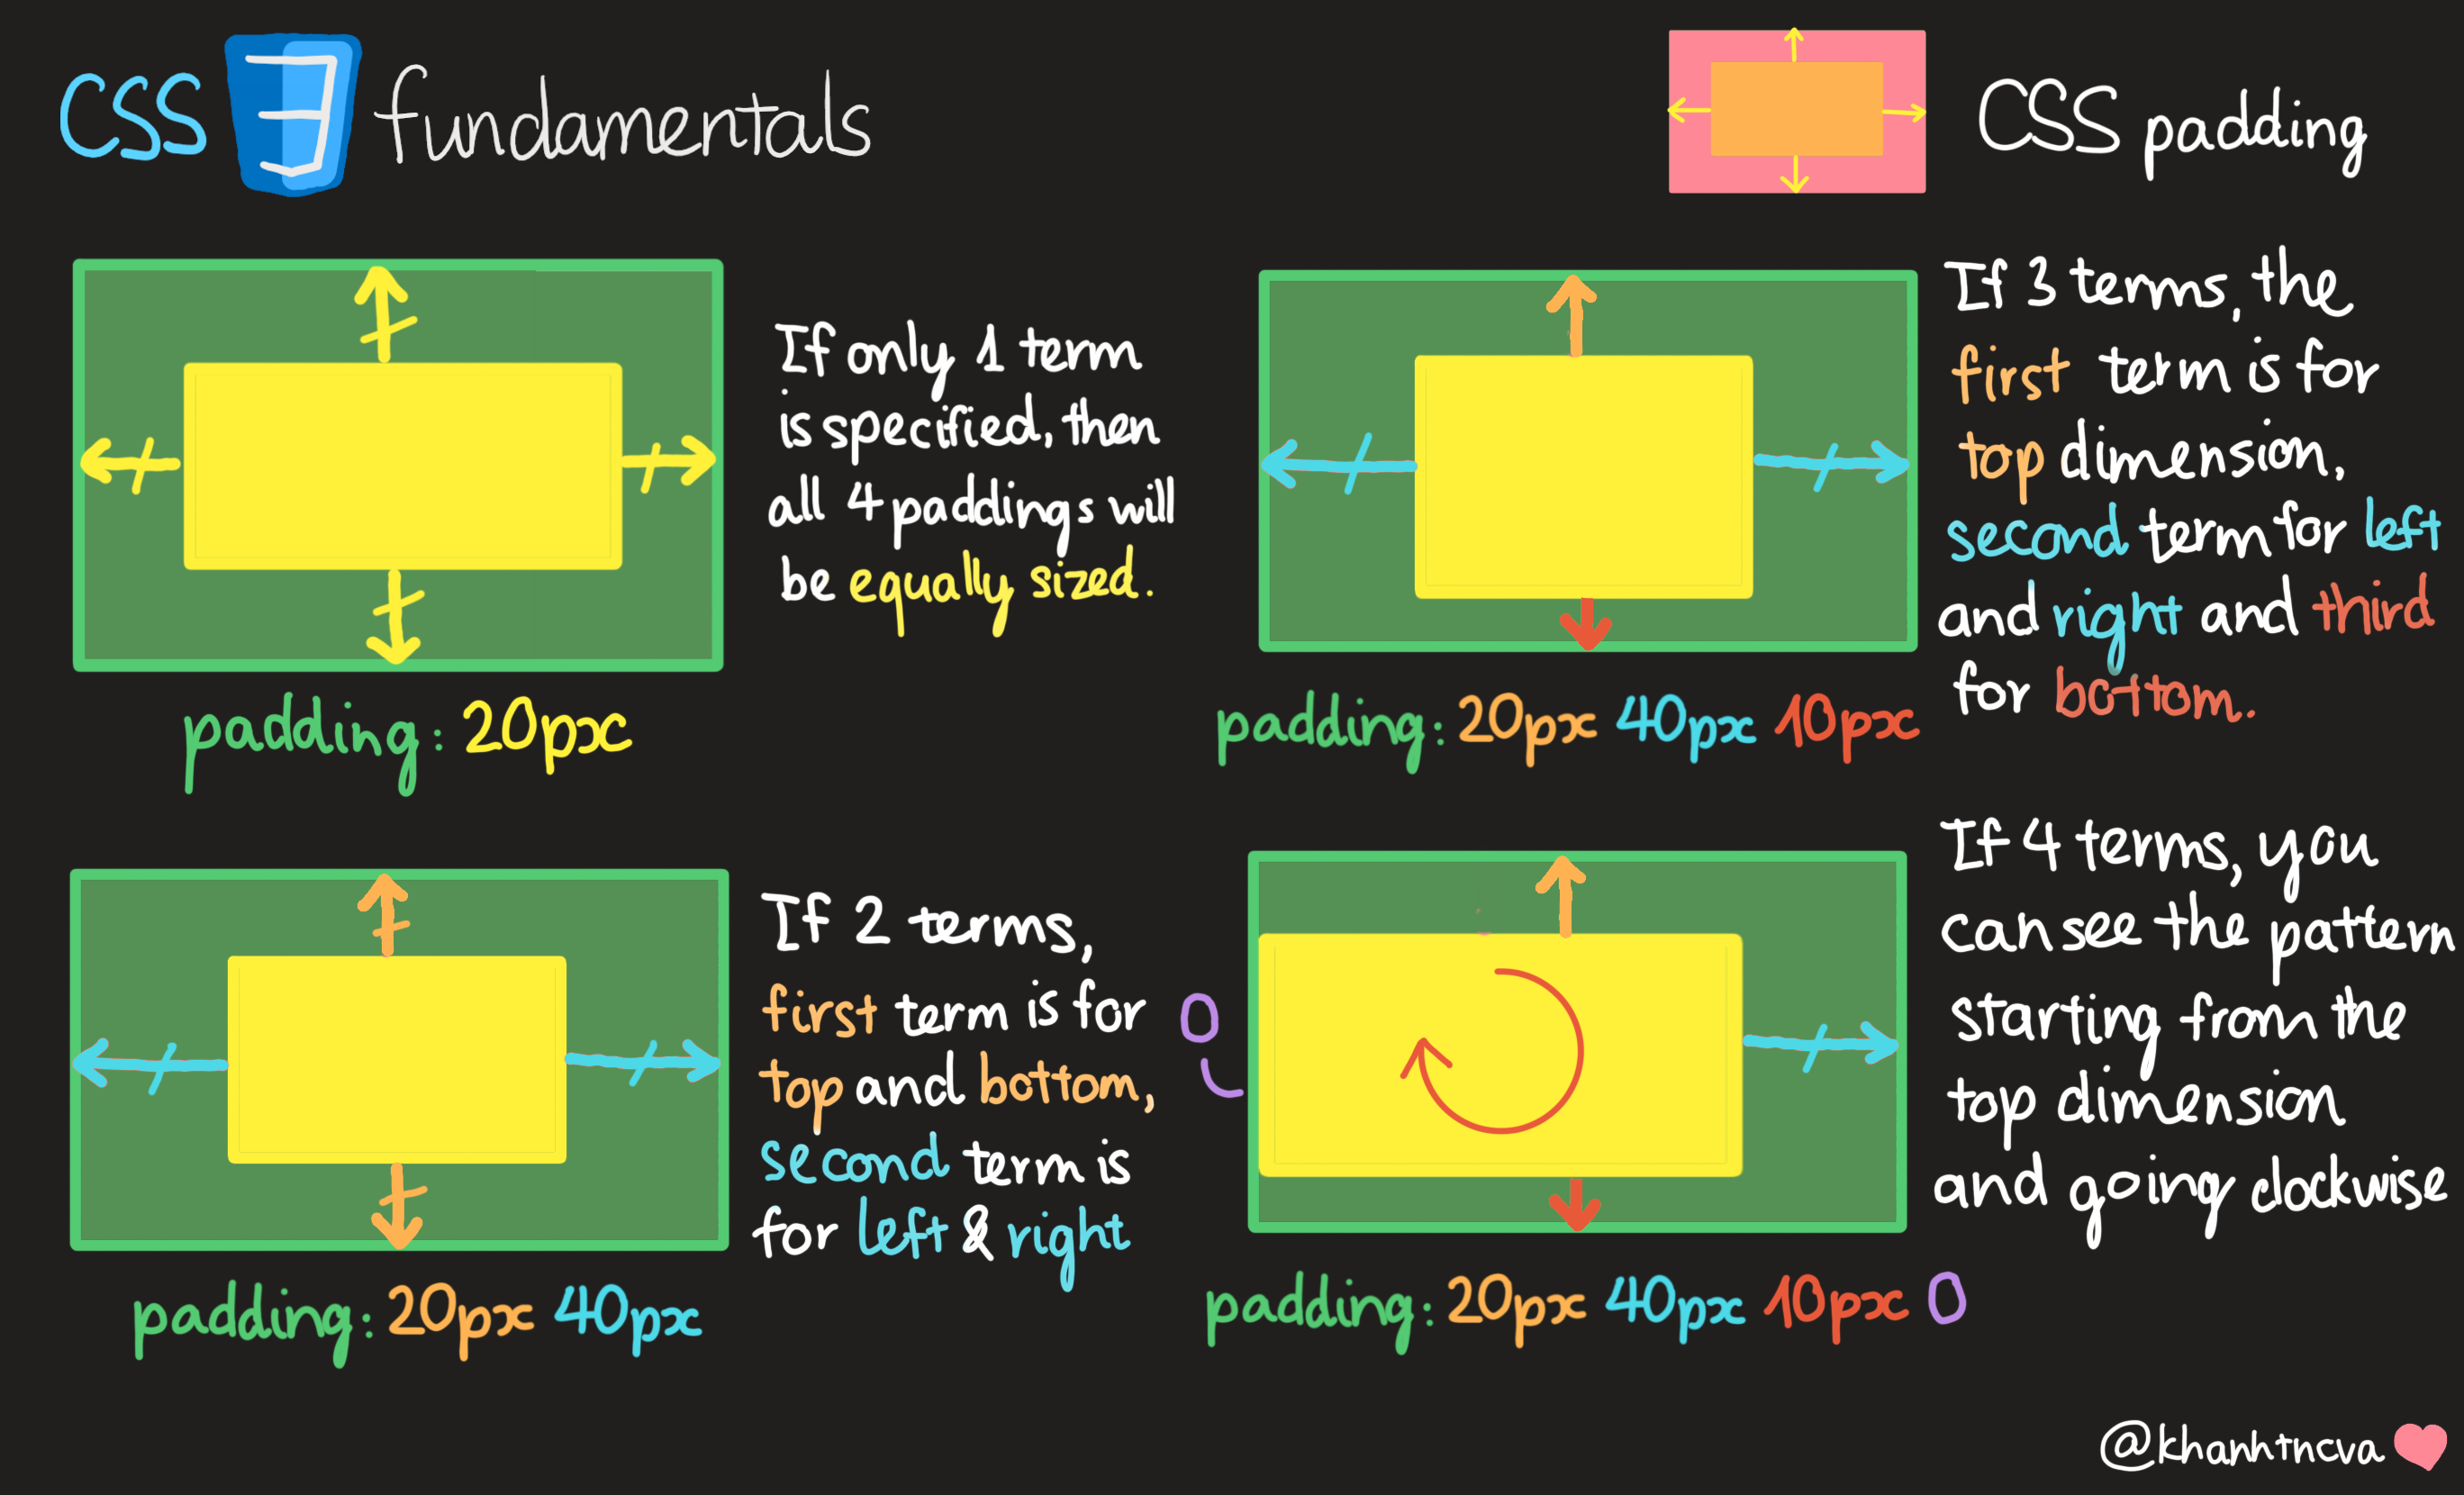 CSS 3 fundamentals
CSS padding
If only 1 term
is specified, then
all 4 paddings will
be equally sized.
padding: 20px
If 3 terms, the
first term is for
top dimension,
second term for left
and right and third
for bottom.
padding: 20px 40px 10px
If 2 terms,
first term is for
top and bottom,
second term is
for left & right
padding: 20px 40px
0
If 4 terms, you
can see the pattern
starting from the
top dimension
and going clockwise
padding: 20px 40px 10px 0
@khanhtncva